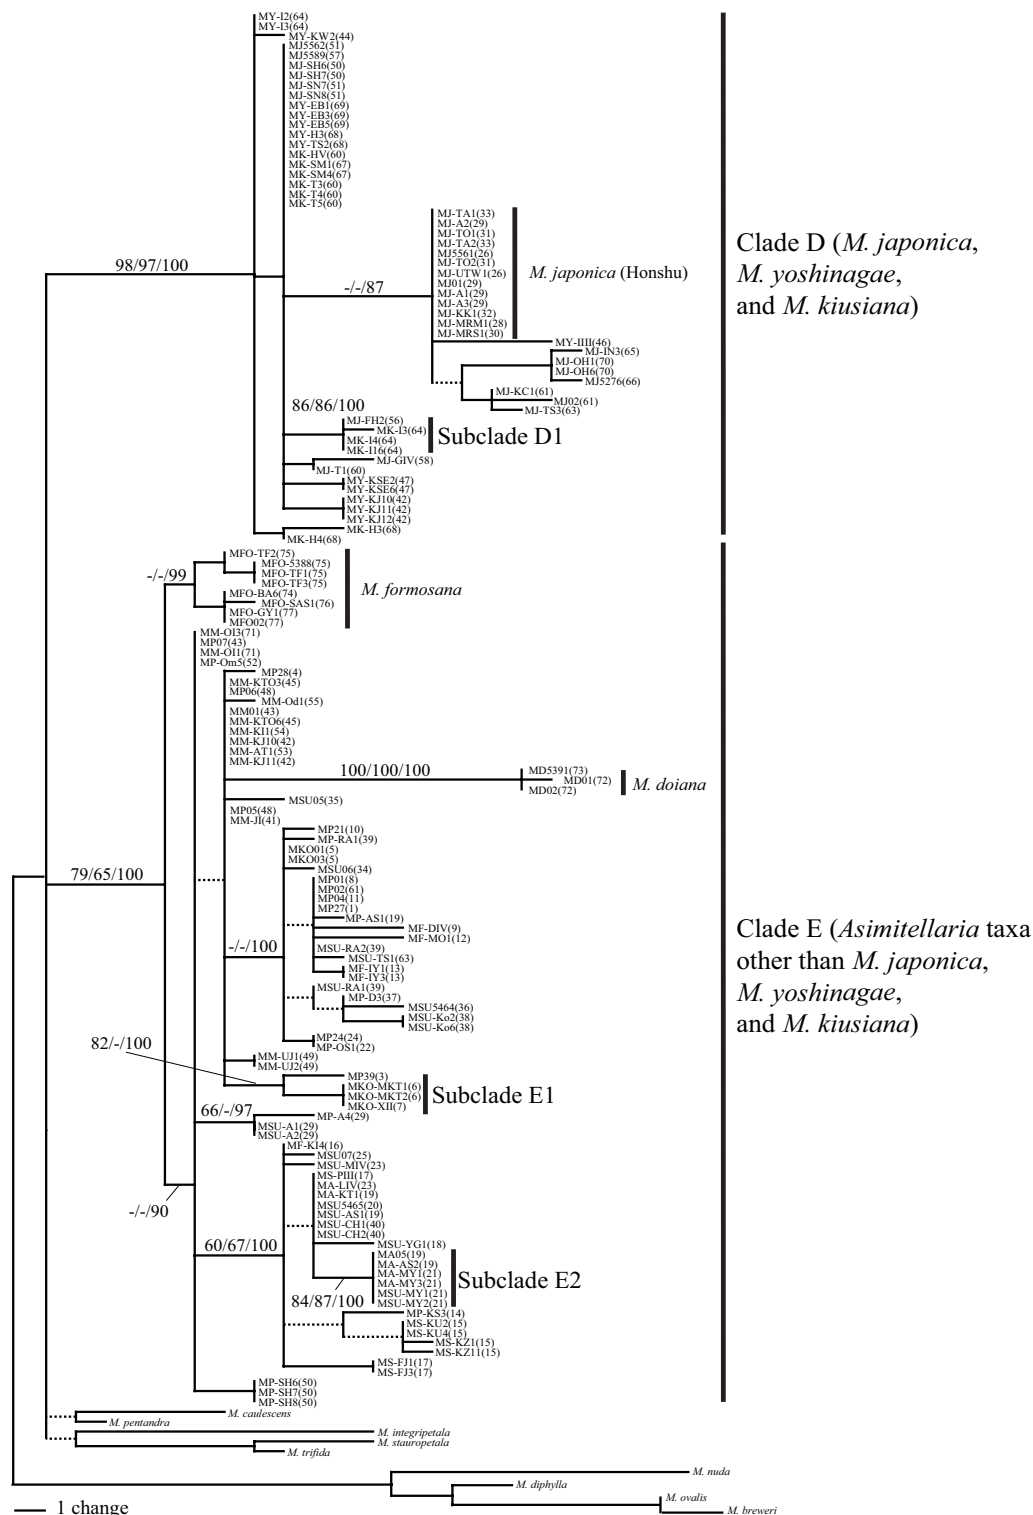 MY-I2(64)
MY-I3(64)
MY-KW2(44)
MJ5562(51)
MJ5589(57)
MJ-SH6(50)
MJ-SH7(50)
MJ-SN7(51)
MJ-SN8(51)
MY-EB1(69)
MY-EB3(69)
MY-EB5(69)
MY-H3(68)
MY-TS2(68)
MK-HV(60)
MK-SM1(67)
MK-SM4(67)
MK-T3(60)
MK-T4(60)
MK-T5(60)
98/97/100
-/-/87
MJ-TA1(33)
MJ-A2(29)
MJ-TO1(31)
MJ-TA2(33)
MJ5561(26)
MJ-TO2(31)
MJ-UTW1(26)
MJ01(29)
MJ-A1(29)
MJ-A3(29)
MJ-KK1(32)
MJ-MRM1(28)
MJ-MRS1(30)
M. japonica (Honshu)
Clade D (M. japonica,
M. yoshinagae,
and M. kiusiana)
MY-IIII(46)
MJ-IN3(65)
MJ-OH1(70)
MJ-OH6(70)
MJ5276(66)
MJ-KC1(61)
MJ02(61)
MJ-TS3(63)
86/86/100
MJ-FH2(56)
MK-I3(64)
MK-I4(64)
MK-I16(64)
Subclade D1
MJ-GIV(58)
MJ-T1(60)
MY-KSE2(47)
MY-KSE6(47)
MY-KJ10(42)
MY-KJ11(42)
MY-KJ12(42)
MK-H3(68)
MK-H4(68)
-/-/99
MFO-TF2(75)
MFO-5388(75)
MFO-TF1(75)
MFO-TF3(75)
MFO-BA6(74)
MFO-SAS1(76)
MFO-GY1(77)
MFO02(77)
M. formosana
MM-OI3(71)
MP07(43)
MM-OI1(71)
MP-Om5(52)
MP28(4)
MM-KTO3(45)
MP06(48)
MM-Od1(55)
MM01(43)
MM-KTO6(45)
MM-KI1(54)
MM-KJ10(42)
MM-AT1(53)
MM-KJ11(42)
100/100/100
MD5391(73)
MD01(72)
MD02(72)
M. doiana
MSU05(35)
MP05(48)
MM-JI(41)
79/65/100
MP21(10)
MP-RA1(39)
MKO01(5)
MKO03(5)
MSU06(34)
MP01(8)
MP02(61)
MP04(11)
MP27(1)
MP-AS1(19)
MF-DIV(9)
MF-MO1(12)
-/-/100
MSU-RA2(39)
MSU-TS1(63)
MF-IY1(13)
MF-IY3(13)
MSU-RA1(39)
MP-D3(37)
MSU5464(36)
MSU-Ko2(38)
MSU-Ko6(38)
MP24(24)
MP-OS1(22)
Clade E (Asimitellaria taxa
other than M. japonica,
M. yoshinagae,
and M. kiusiana)
82/-/100
MM-UJ1(49)
MM-UJ2(49)
MP39(3)
MKO-MKT1(6)
MKO-MKT2(6)
MKO-XII(7)
Subclade E1
66/-/97
MP-A4(29)
MSU-A1(29)
MSU-A2(29)
-/-/90
MF-KI4(16)
MSU07(25)
MSU-MIV(23)
MS-PIII(17)
MA-LIV(23)
MA-KT1(19)
MSU5465(20)
MSU-AS1(19)
MSU-CH1(40)
MSU-CH2(40)
60/67/100
MSU-YG1(18)
MA05(19)
MA-AS2(19)
MA-MY1(21)
MA-MY3(21)
MSU-MY1(21)
MSU-MY2(21)
Subclade E2
84/87/100
MP-KS3(14)
MS-KU2(15)
MS-KU4(15)
MS-KZ1(15)
MS-KZ11(15)
MS-FJ1(17)
MS-FJ3(17)
MP-SH6(50)
MP-SH7(50)
MP-SH8(50)
M. caulescens
M. pentandra
M. integripetala
M. stauropetala
M. trifida
M. nuda
M. diphylla
M. ovalis
M. breweri
1 change